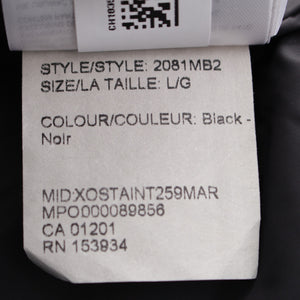 STYLE/STYLE: 2081MB2
SIZE/LA TAILLE: L/G
COLOUR/COULEUR: Black -
Noir
MID:XOSTAINT259MAR
MPO000089856
CA 01201
RN 153934